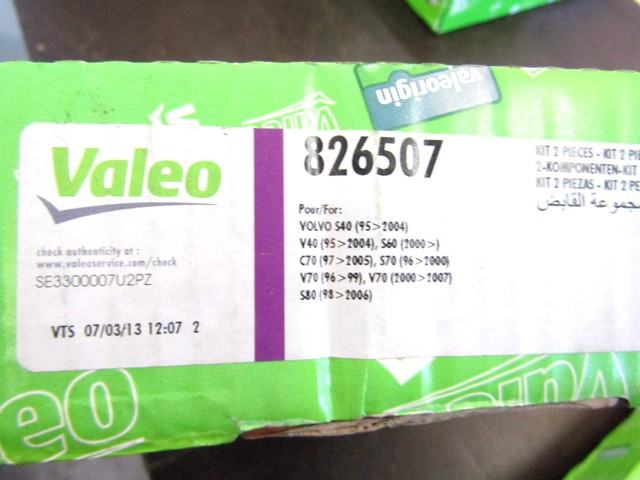 valeorigin
Valeo
826507
KIT 2 PIECES - KIT 2
2-KOMPONENTEN-KIT
KIT 2 PIEZAS - KIT 2
مجموعة القابض
Pour/For:
VOLVO S40 (95>2004)
V40 (95>2004), S60 (2000>)
C70 (97>2005), S70 (96>2000)
V70 (96>99), V70 (2000>2007)
S80 (98>2006)
check authenticity at :
www.valeoservice.com/check
SE3300007U2PZ
VTS 07/03/13 12:07 2
eo